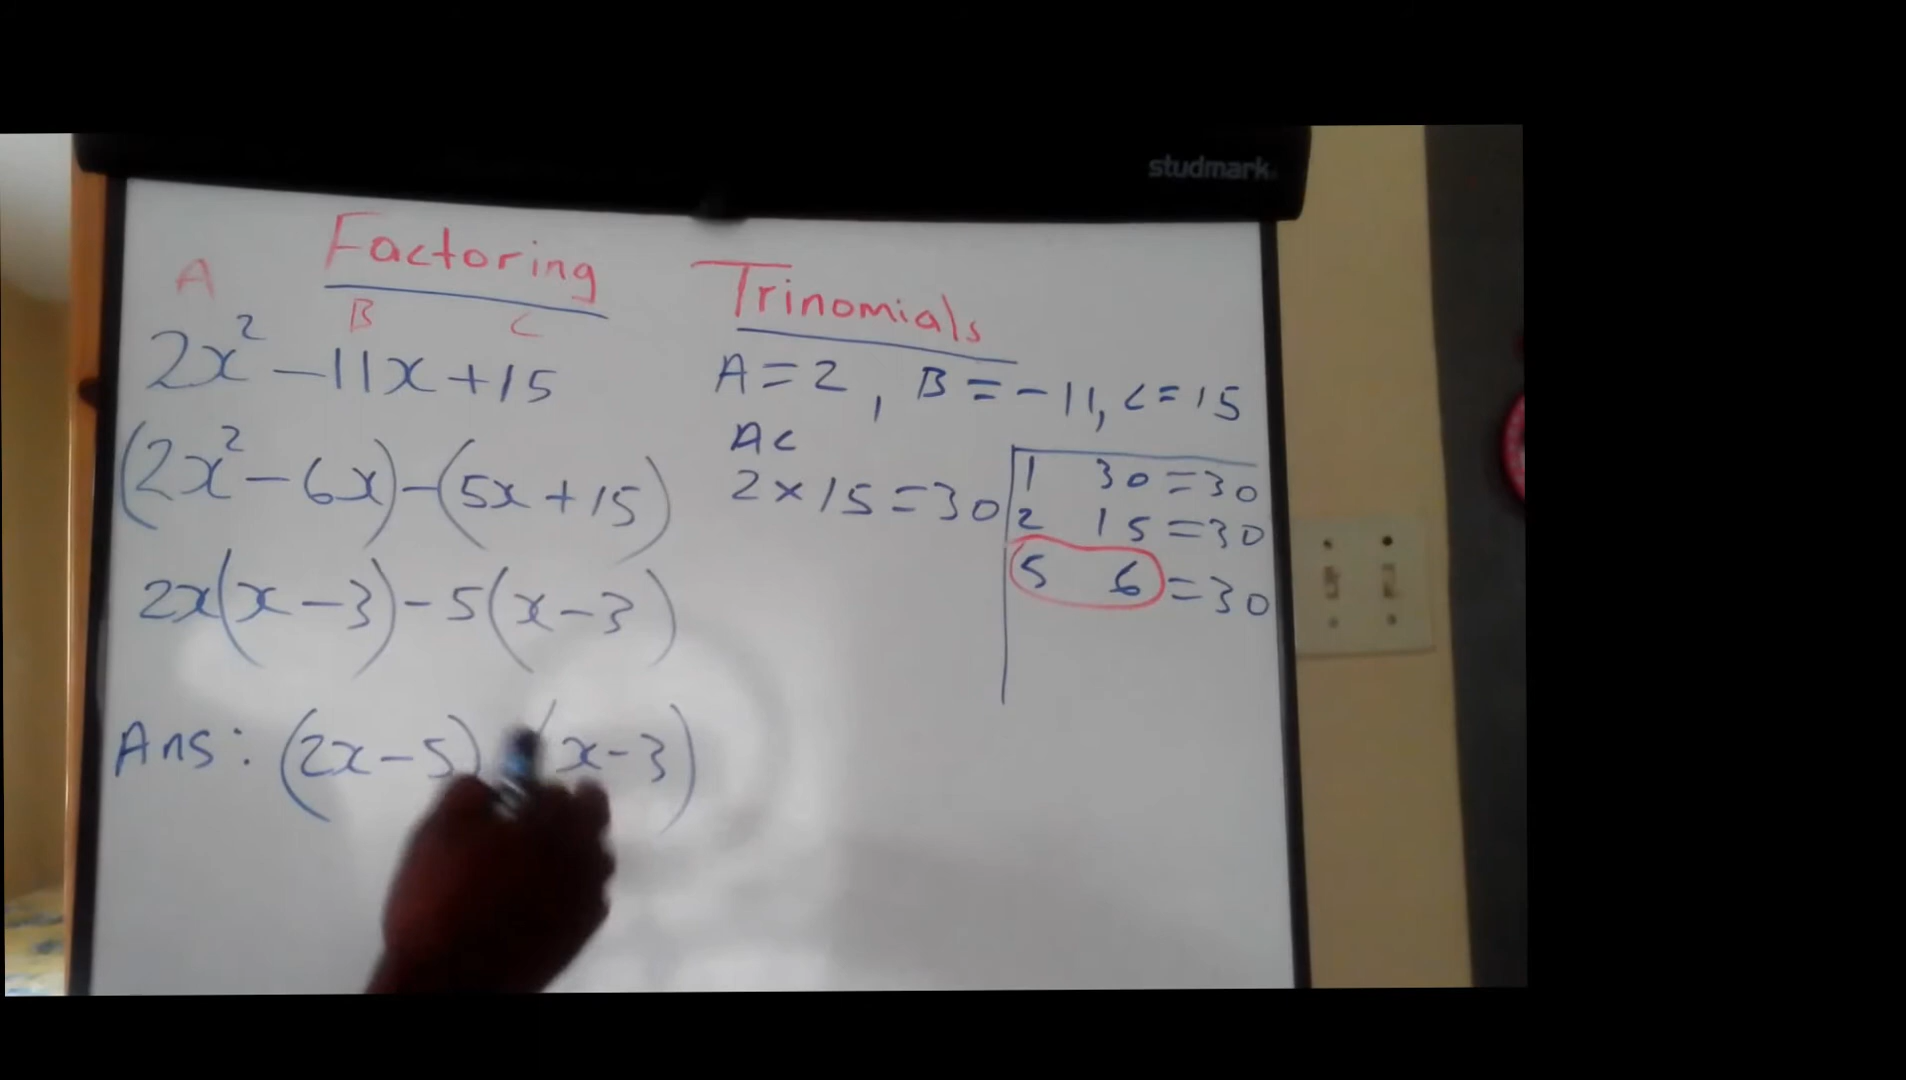 studmark.
Factoring Trinomials
A B C
2x² -11x +15
(2x² - 6x) - (5x + 15)
2x(x - 3) - 5(x - 3)
Ans: (2x - 5) (x - 3)
A = 2, B = -11, C = 15
AC
2 × 15 = 30
1 30 = 30
2 15 = 30
5 6 = 30